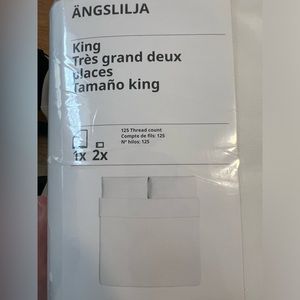 ÄNGSLILJA
King
Très grand deux
places
Tamaño king
125 Thread count
Compte de fils: 125
N° hilos: 125
1x 2x